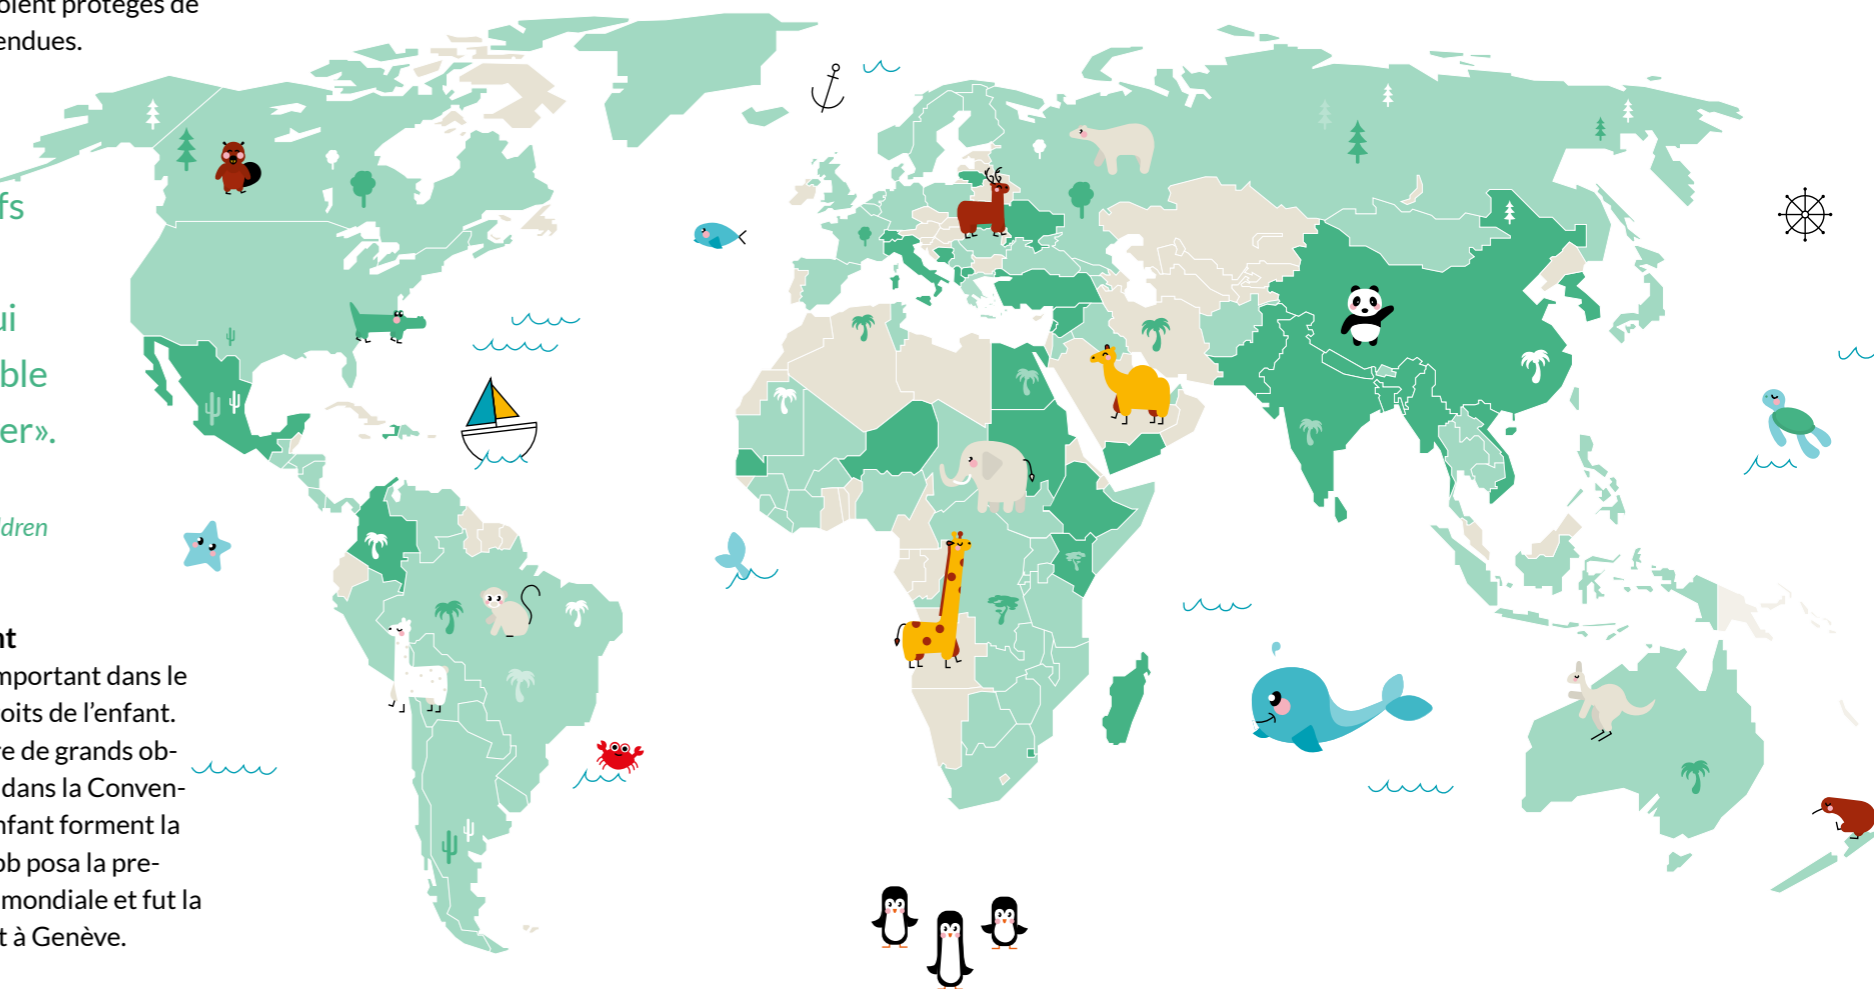 oient protégés de
endues.
fs
ui
ble
er».
dren
nt
mportant dans le
roits de l’enfant.
re de grands ob-
dans la Conven-
nfant forment la
bb posa la pre-
mondiale et fut la
t à Genève.